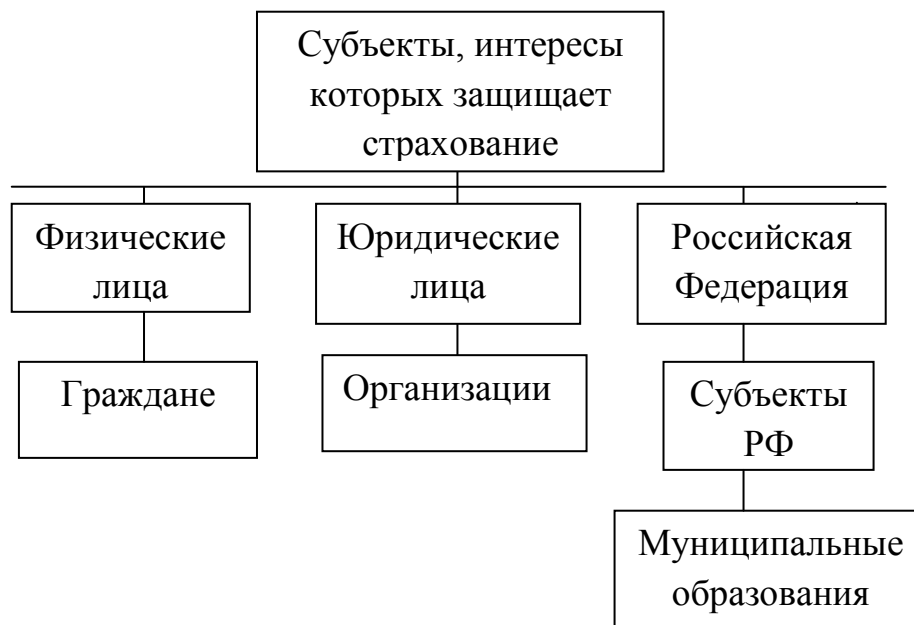 Субъекты, интересы
которых защищает
страхование
Физические
лица
Юридические
лица
Российская
Федерация
Граждане
Организации
Субъекты
РФ
Муниципальные
образования